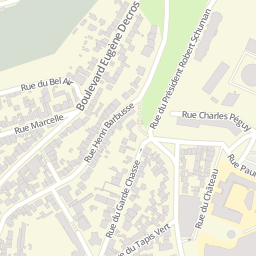 Boulevard Eugène Decros
Rue du Bel Air
Rue du Président Robert Schuman
Rue Charles Péguy
Rue Marcelle
Rue Henri Barbusse
Rue du Garde Chasse
Rue du Château
Rue Pau
Rue du Tapis Vert